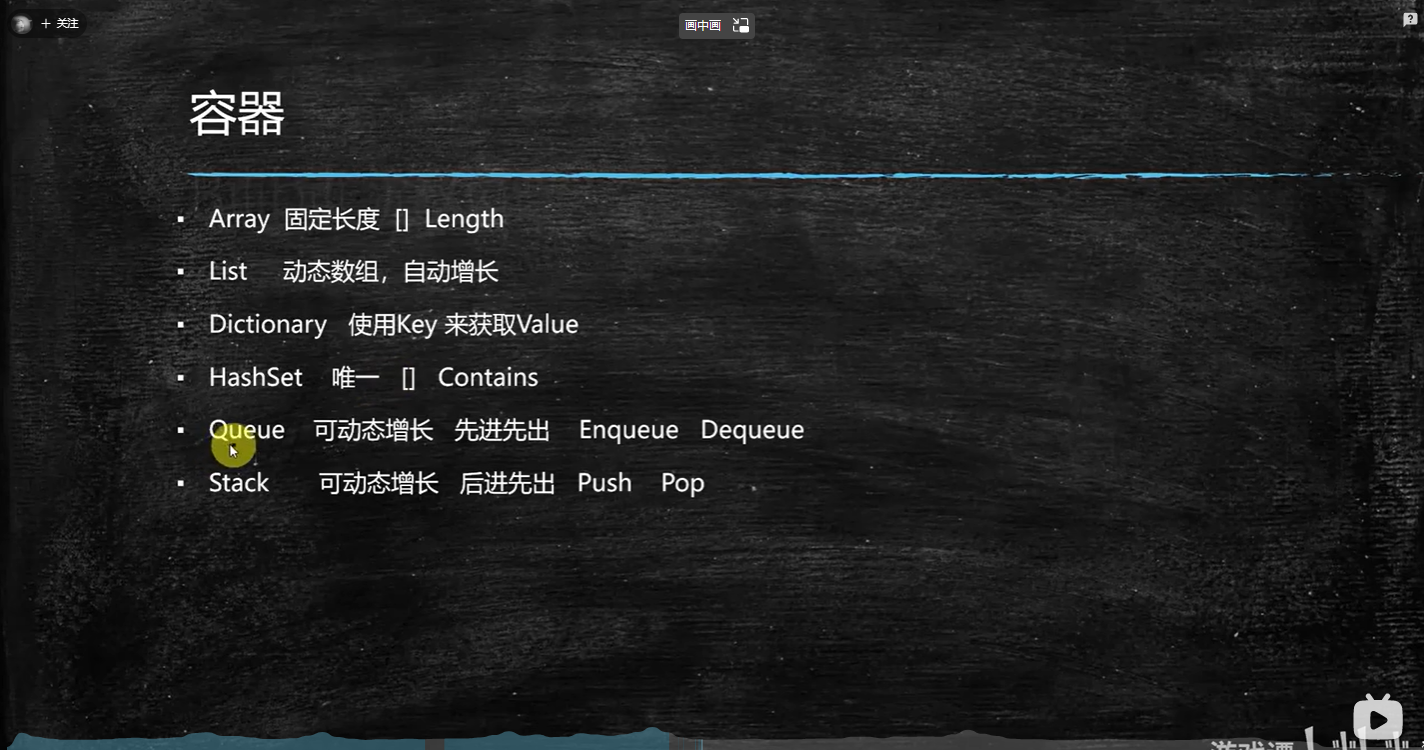 + 关注
画中画
?
容器
▪ Array 固定长度 [] Length
▪ List 动态数组，自动增长
▪ Dictionary 使用Key 来获取Value
▪ HashSet 唯一 [] Contains
▪ Queue 可动态增长 先进先出 Enqueue Dequeue
▪ Stack 可动态增长 后进先出 Push Pop